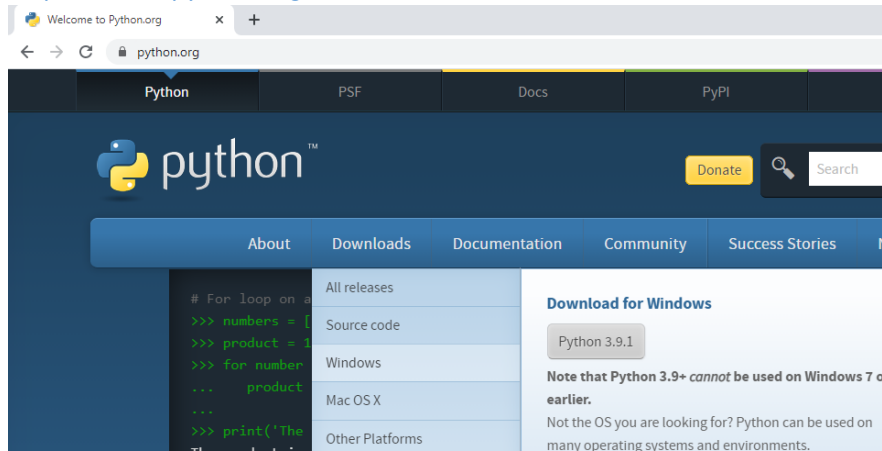 Welcome to Python.org
python.org
Python PSF Docs PyPI
python™
Donate Search
About Downloads Documentation Community Success Stories
# For loop on a
>>> numbers = [
>>> product = 1
>>> for number
... product
...
>>> print('The
All releases
Source code
Windows
Mac OS X
Other Platforms
Download for Windows
Python 3.9.1
Note that Python 3.9+ cannot be used on Windows 7 o
earlier.
Not the OS you are looking for? Python can be used on
many operating systems and environments.